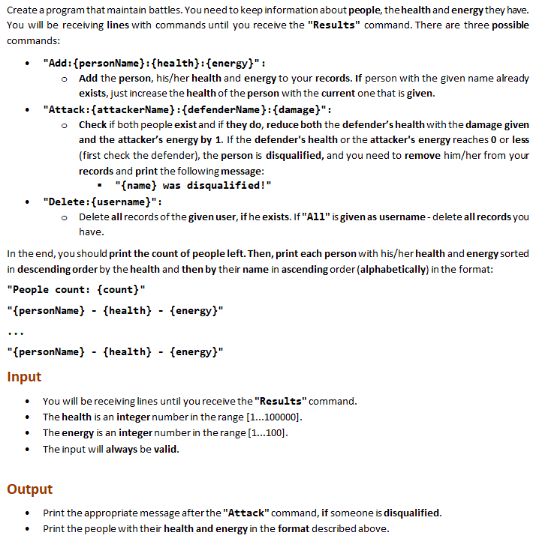 Create a program that maintain battles. You need to keep information about people, the health and energy they have.
You will be receiving lines with commands until you receive the "Results" command. There are three possible
commands:
• "Add:{personName}:{health}:{energy}":
o Add the person, his/her health and energy to your records. If person with the given name already
exists, just increase the health of the person with the current one that is given.
• "Attack:{attackerName}:{defenderName}:{damage}":
o Check if both people exist and if they do, reduce both the defender's health with the damage given
and the attacker's energy by 1. If the defender's health or the attacker's energy reaches 0 or less
(first check the defender), the person is disqualified, and you need to remove him/her from your
records and print the following message:
▪ "{name} was disqualified!"
• "Delete:{username}":
o Delete all records of the given user, if he exists. If "All" is given as username - delete all records you
have.
In the end, you should print the count of people left. Then, print each person with his/her health and energy sorted
in descending order by the health and then by their name in ascending order (alphabetically) in the format:
"People count: {count}"
"{personName} - {health} - {energy}"
...
"{personName} - {health} - {energy}"
Input
• You will be receiving lines until you receive the "Results" command.
• The health is an integer number in the range [1...100000].
• The energy is an integer number in the range [1...100].
• The input will always be valid.
Output
• Print the appropriate message after the "Attack" command, if someone is disqualified.
• Print the people with their health and energy in the format described above.